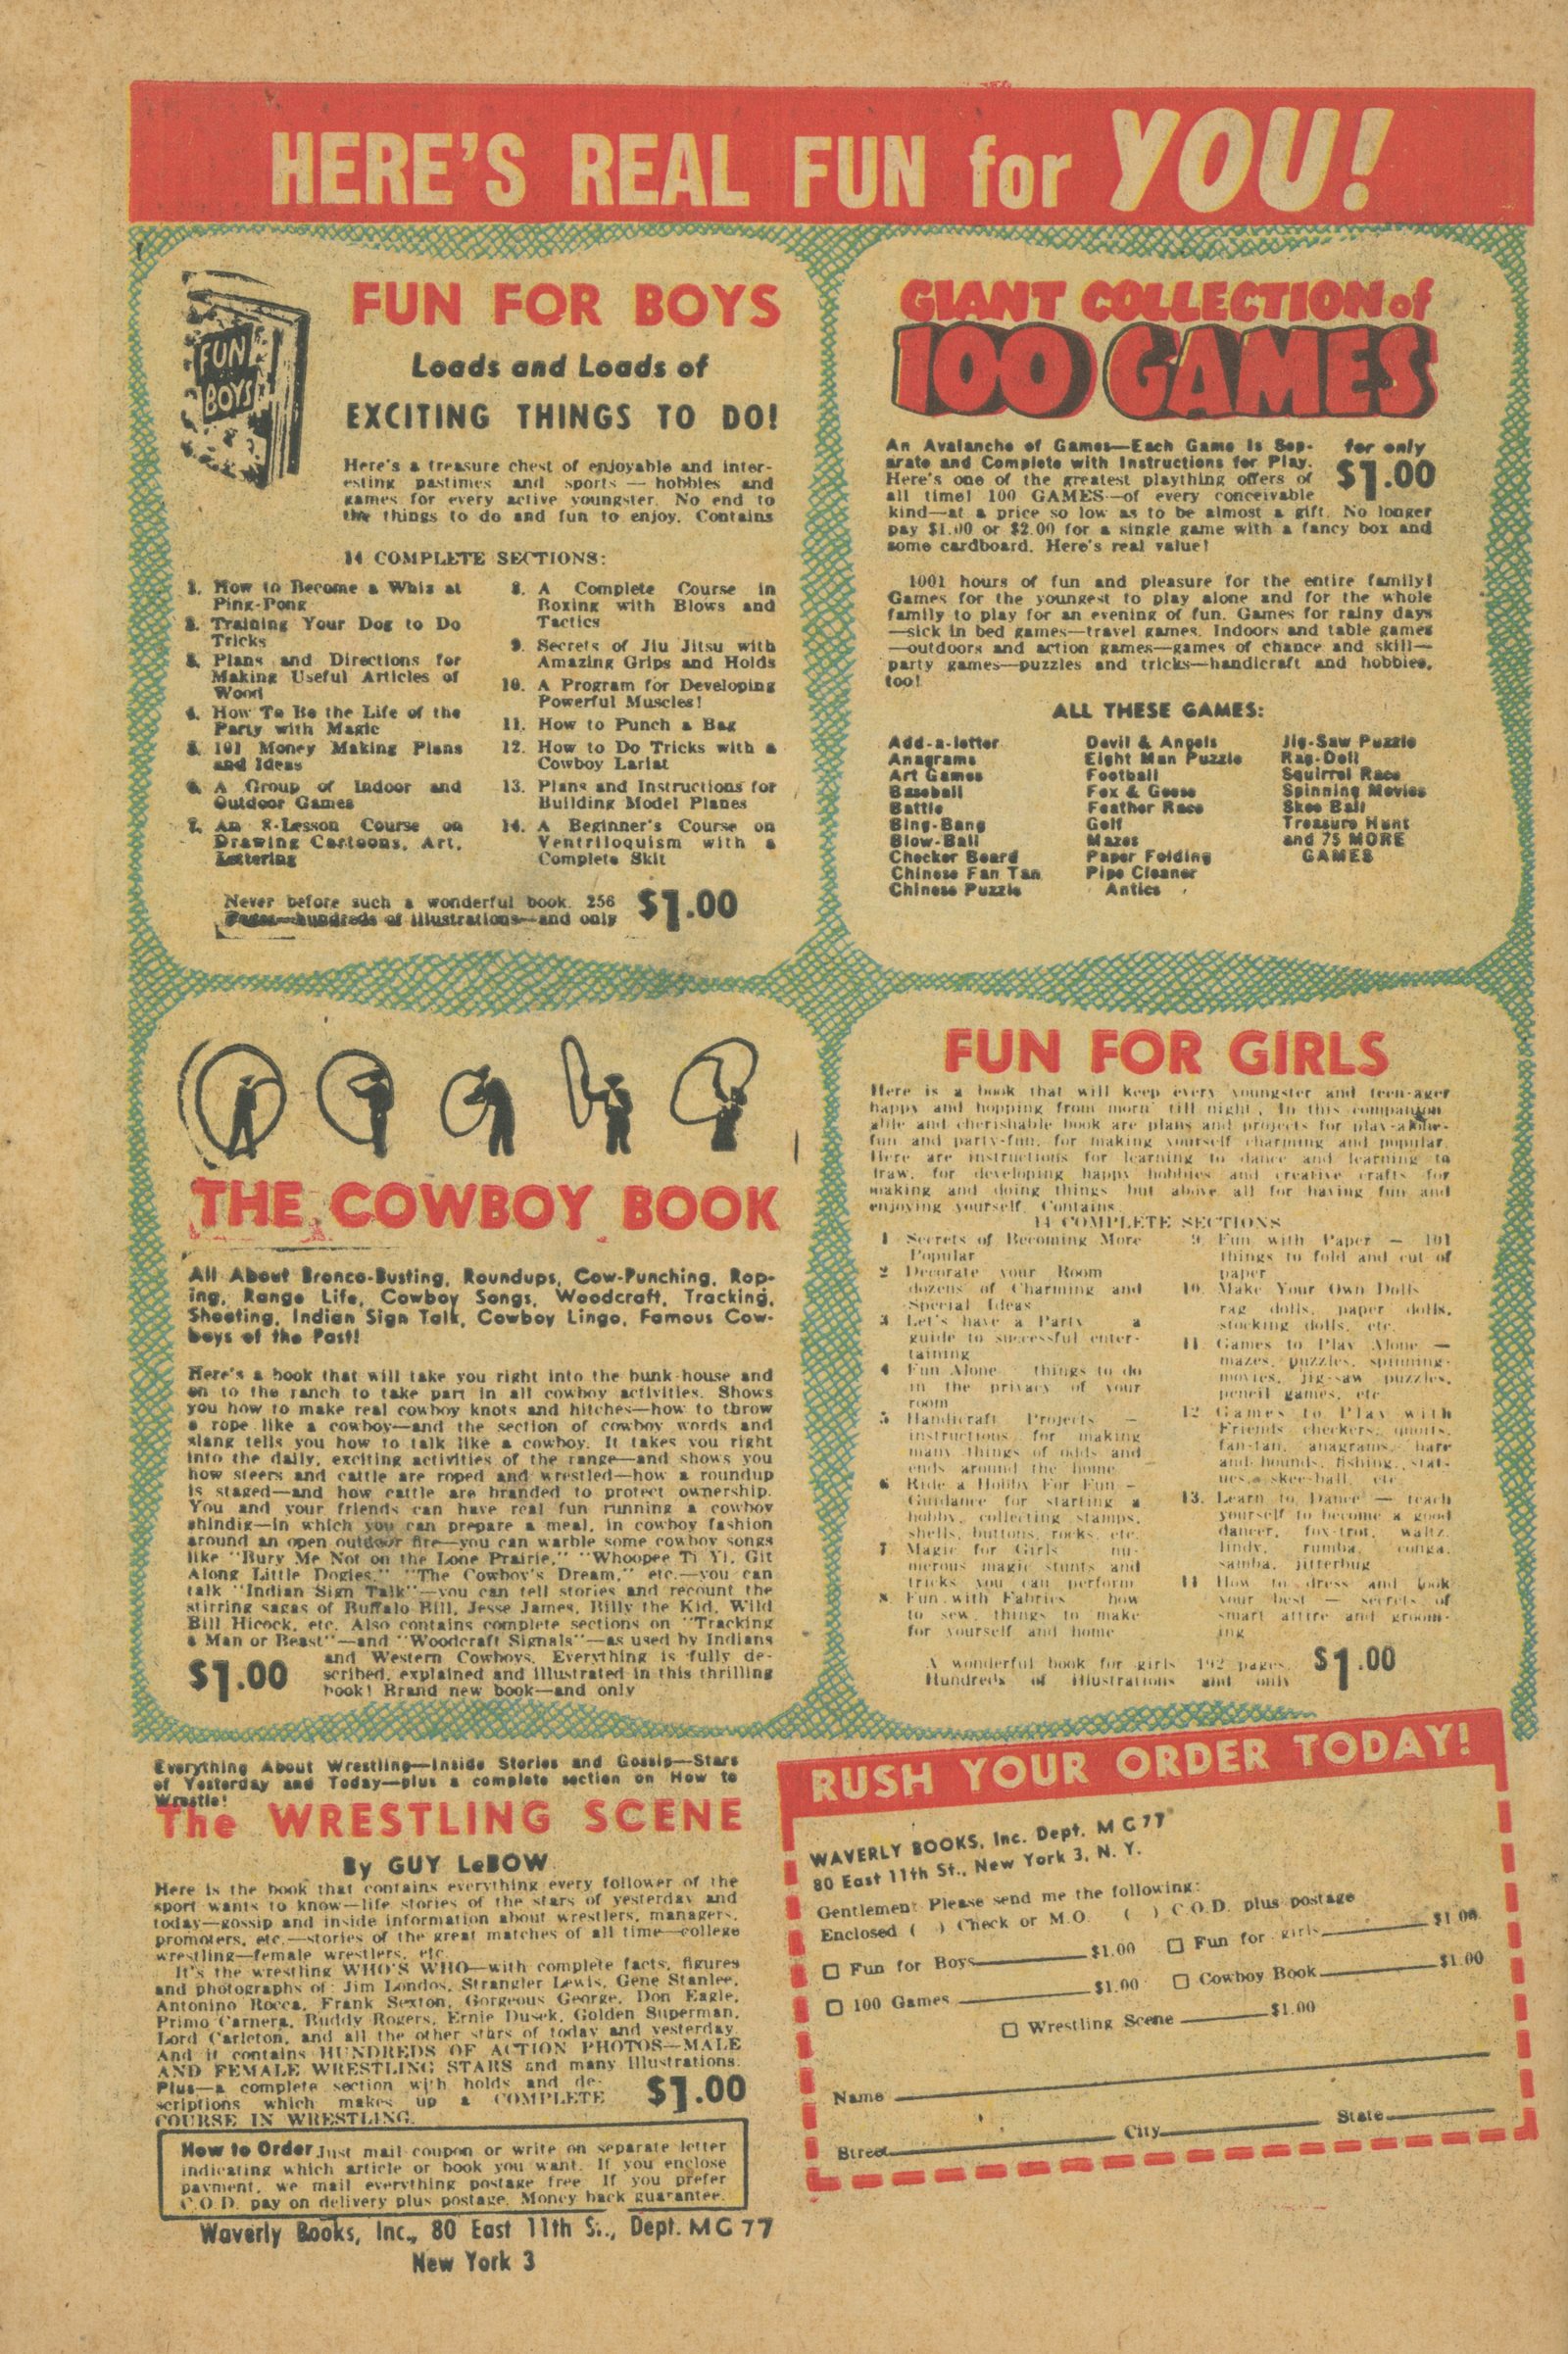 HERE'S REAL FUN for YOU!
FUN
BOYS
FUN FOR BOYS
Loads and Loads of
EXCITING THINGS TO DO!
Here's a treasure chest of enjoyable and inter-
esting pastimes and sports — hobbies and
games for every active youngster. No end to
the things to do and fun to enjoy. Contains
14 COMPLETE SECTIONS:
1. How to Become a Whiz at
Ping-Pong
2. Training Your Dog to Do
Tricks
3. Plans and Directions for
Making Useful Articles of
Wood
4. How To Be the Life of the
Party with Magic
5. 101 Money Making Plans
and Ideas
6. A Group of Indoor and
Outdoor Games
7. An 8-Lesson Course on
Drawing Cartoons, Art,
Lettering
8. A Complete Course in
Boxing with Blows and
Tactics
9. Secrets of Jiu Jitsu with
Amazing Grips and Holds
10. A Program for Developing
Powerful Muscles!
11. How to Punch a Bag
12. How to Do Tricks with a
Cowboy Lariat
13. Plans and Instructions for
Building Model Planes
14. A Beginner's Course on
Ventriloquism with a
Complete Skit
Never before such a wonderful book. 256
Pages—hundreds of illustrations—and only
$1.00
GIANT COLLECTION of
100 GAMES
An Avalanche of Games—Each Game Is Sep-
arate and Complete with Instructions for Play.
for only
$1.00
Here's one of the greatest plaything offers of
all time! 100 GAMES—of every conceivable
kind—at a price so low as to be almost a gift. No longer
pay $1.00 or $2.00 for a single game with a fancy box and
some cardboard. Here's real value!
1001 hours of fun and pleasure for the entire family!
Games for the youngest to play alone and for the whole
family to play for an evening of fun. Games for rainy days
—sick in bed games—travel games. Indoors and table games
—outdoors and action games—games of chance and skill—
party games—puzzles and tricks—handicraft and hobbies,
too!
ALL THESE GAMES:
Add-a-letter
Anagrams
Art Games
Baseball
Battle
Bing-Bang
Blow-Ball
Checker Board
Chinese Fan Tan
Chinese Puzzle
Devil & Angels
Eight Man Puzzle
Football
Fox & Geese
Feather Race
Golf
Mazes
Paper Folding
Pipe Cleaner
Antics
Jig-Saw Puzzle
Rag-Doll
Squirrel Race
Spinning Movies
Skee Ball
Treasure Hunt
and 75 MORE
GAMES
THE COWBOY BOOK
All About Bronco-Busting, Roundups, Cow-Punching, Rop-
ing, Range Life, Cowboy Songs, Woodcraft, Tracking,
Shooting, Indian Sign Talk, Cowboy Lingo, Famous Cow-
boys of the Past!
Here's a book that will take you right into the bunk-house and
on to the ranch to take part in all cowboy activities. Shows
you how to make real cowboy knots and hitches—how to throw
a rope like a cowboy—and the section of cowboy words and
slang tells you how to talk like a cowboy. It takes you right
into the daily, exciting activities of the range—and shows you
how steers and cattle are roped and wrestled—how a roundup
is staged—and how cattle are branded to protect ownership.
You and your friends can have real fun running a cowboy
shindig—in which you can prepare a meal, in cowboy fashion
around an open outdoor fire—you can warble some cowboy songs
like "Bury Me Not on the Lone Prairie," "Whoopee Ti Yi, Git
Along Little Dogies," "The Cowboy's Dream," etc.—you can
talk "Indian Sign Talk"—you can tell stories and recount the
stirring sagas of Buffalo Bill, Jesse James, Billy the Kid, Wild
Bill Hicock, etc. Also contains complete sections on "Tracking
a Man or Beast"—and "Woodcraft Signals"—as used by Indians
and Western Cowboys. Everything is fully de-
scribed, explained and illustrated in this thrilling
book! Brand new book—and only
$1.00
FUN FOR GIRLS
Here is a book that will keep every youngster and teen-ager
happy and hopping from morn' till night. In this companion-
able and cherishable book are plans and projects for play-alone-
fun and party-fun, for making yourself charming and popular.
Here are instructions for learning to dance and learning to
draw, for developing happy hobbies and creative crafts for
making and doing things but above all for having fun and
enjoying yourself. Contains
14 COMPLETE SECTIONS
1 Secrets of Becoming More
Popular
2 Decorate your Room
dozens of Charming and
Special Ideas
3 Let's have a Party a
guide to successful enter-
taining
4 Fun Alone things to do
in the privacy of your
room
5 Handicraft Projects —
instructions for making
many things of odds and
ends around the home
6 Ride a Hobby For Fun —
Guidance for starting a
hobby, collecting stamps,
shells, buttons, rocks, etc.
7 Magic for Girls nu-
merous magic stunts and
tricks you can perform
8. Fun with Fabrics how
to sew, things to make
for yourself and home
9. Fun with Paper — 101
things to fold and cut of
paper
10. Make Your Own Dolls
rag dolls, paper dolls,
stocking dolls, etc.
11. Games to Play Alone —
mazes, puzzles, spinning-
movies, jig-saw puzzles,
pencil games, etc.
12. Games to Play with
Friends checkers, quoits,
fan-tan, anagrams, hare
and-hounds, fishing, stat-
ues, skee-ball, etc.
13. Learn to Dance — teach
yourself to become a good
dancer, fox-trot, waltz,
lindy, rumba, conga,
samba, jitterbug
14 How to dress and look
your best — secrets of
smart attire and groom-
ing
A wonderful book for girls 192 pages.
Hundreds of illustrations and only
$1.00
Everything About Wrestling—Inside Stories and Gossip—Stars
of Yesterday and Today—plus a complete section on How to
Wrestle!
The WRESTLING SCENE
By GUY LeBOW
Here is the book that contains everything every follower of the
sport wants to know—life stories of the stars of yesterday and
today—gossip and inside information about wrestlers, managers,
promoters, etc.—stories of the great matches of all time—college
wrestling—female wrestlers, etc.
It's the wrestling WHO'S WHO—with complete facts, figures
and photographs of: Jim Londos, Strangler Lewis, Gene Stanlee,
Antonino Rocca, Frank Sexton, Gorgeous George, Don Eagle,
Primo Carnera, Buddy Rogers, Ernie Dusek, Golden Superman,
Lord Carleton, and all the other stars of today and yesterday.
And it contains HUNDREDS OF ACTION PHOTOS—MALE
AND FEMALE WRESTLING STARS and many illustrations.
Plus—a complete section with holds and de-
scriptions which makes up a COMPLETE
COURSE IN WRESTLING.
$1.00
How to Order Just mail coupon or write on separate letter
indicating which article or book you want. If you enclose
payment, we mail everything postage free. If you prefer
C.O.D. pay on delivery plus postage. Money back guarantee.
Waverly Books, Inc., 80 East 11th St., Dept. MG 77
New York 3
RUSH YOUR ORDER TODAY!
WAVERLY BOOKS, Inc. Dept. MG 77
80 East 11th St., New York 3, N. Y.
Gentlemen: Please send me the following:
Enclosed ( ) Check or M.O. ( ) C.O.D. plus postage
Fun for Boys $1.00 Fun for girls $1.00
100 Games $1.00 Cowboy Book $1.00
Wrestling Scene $1.00
Name
Street City State